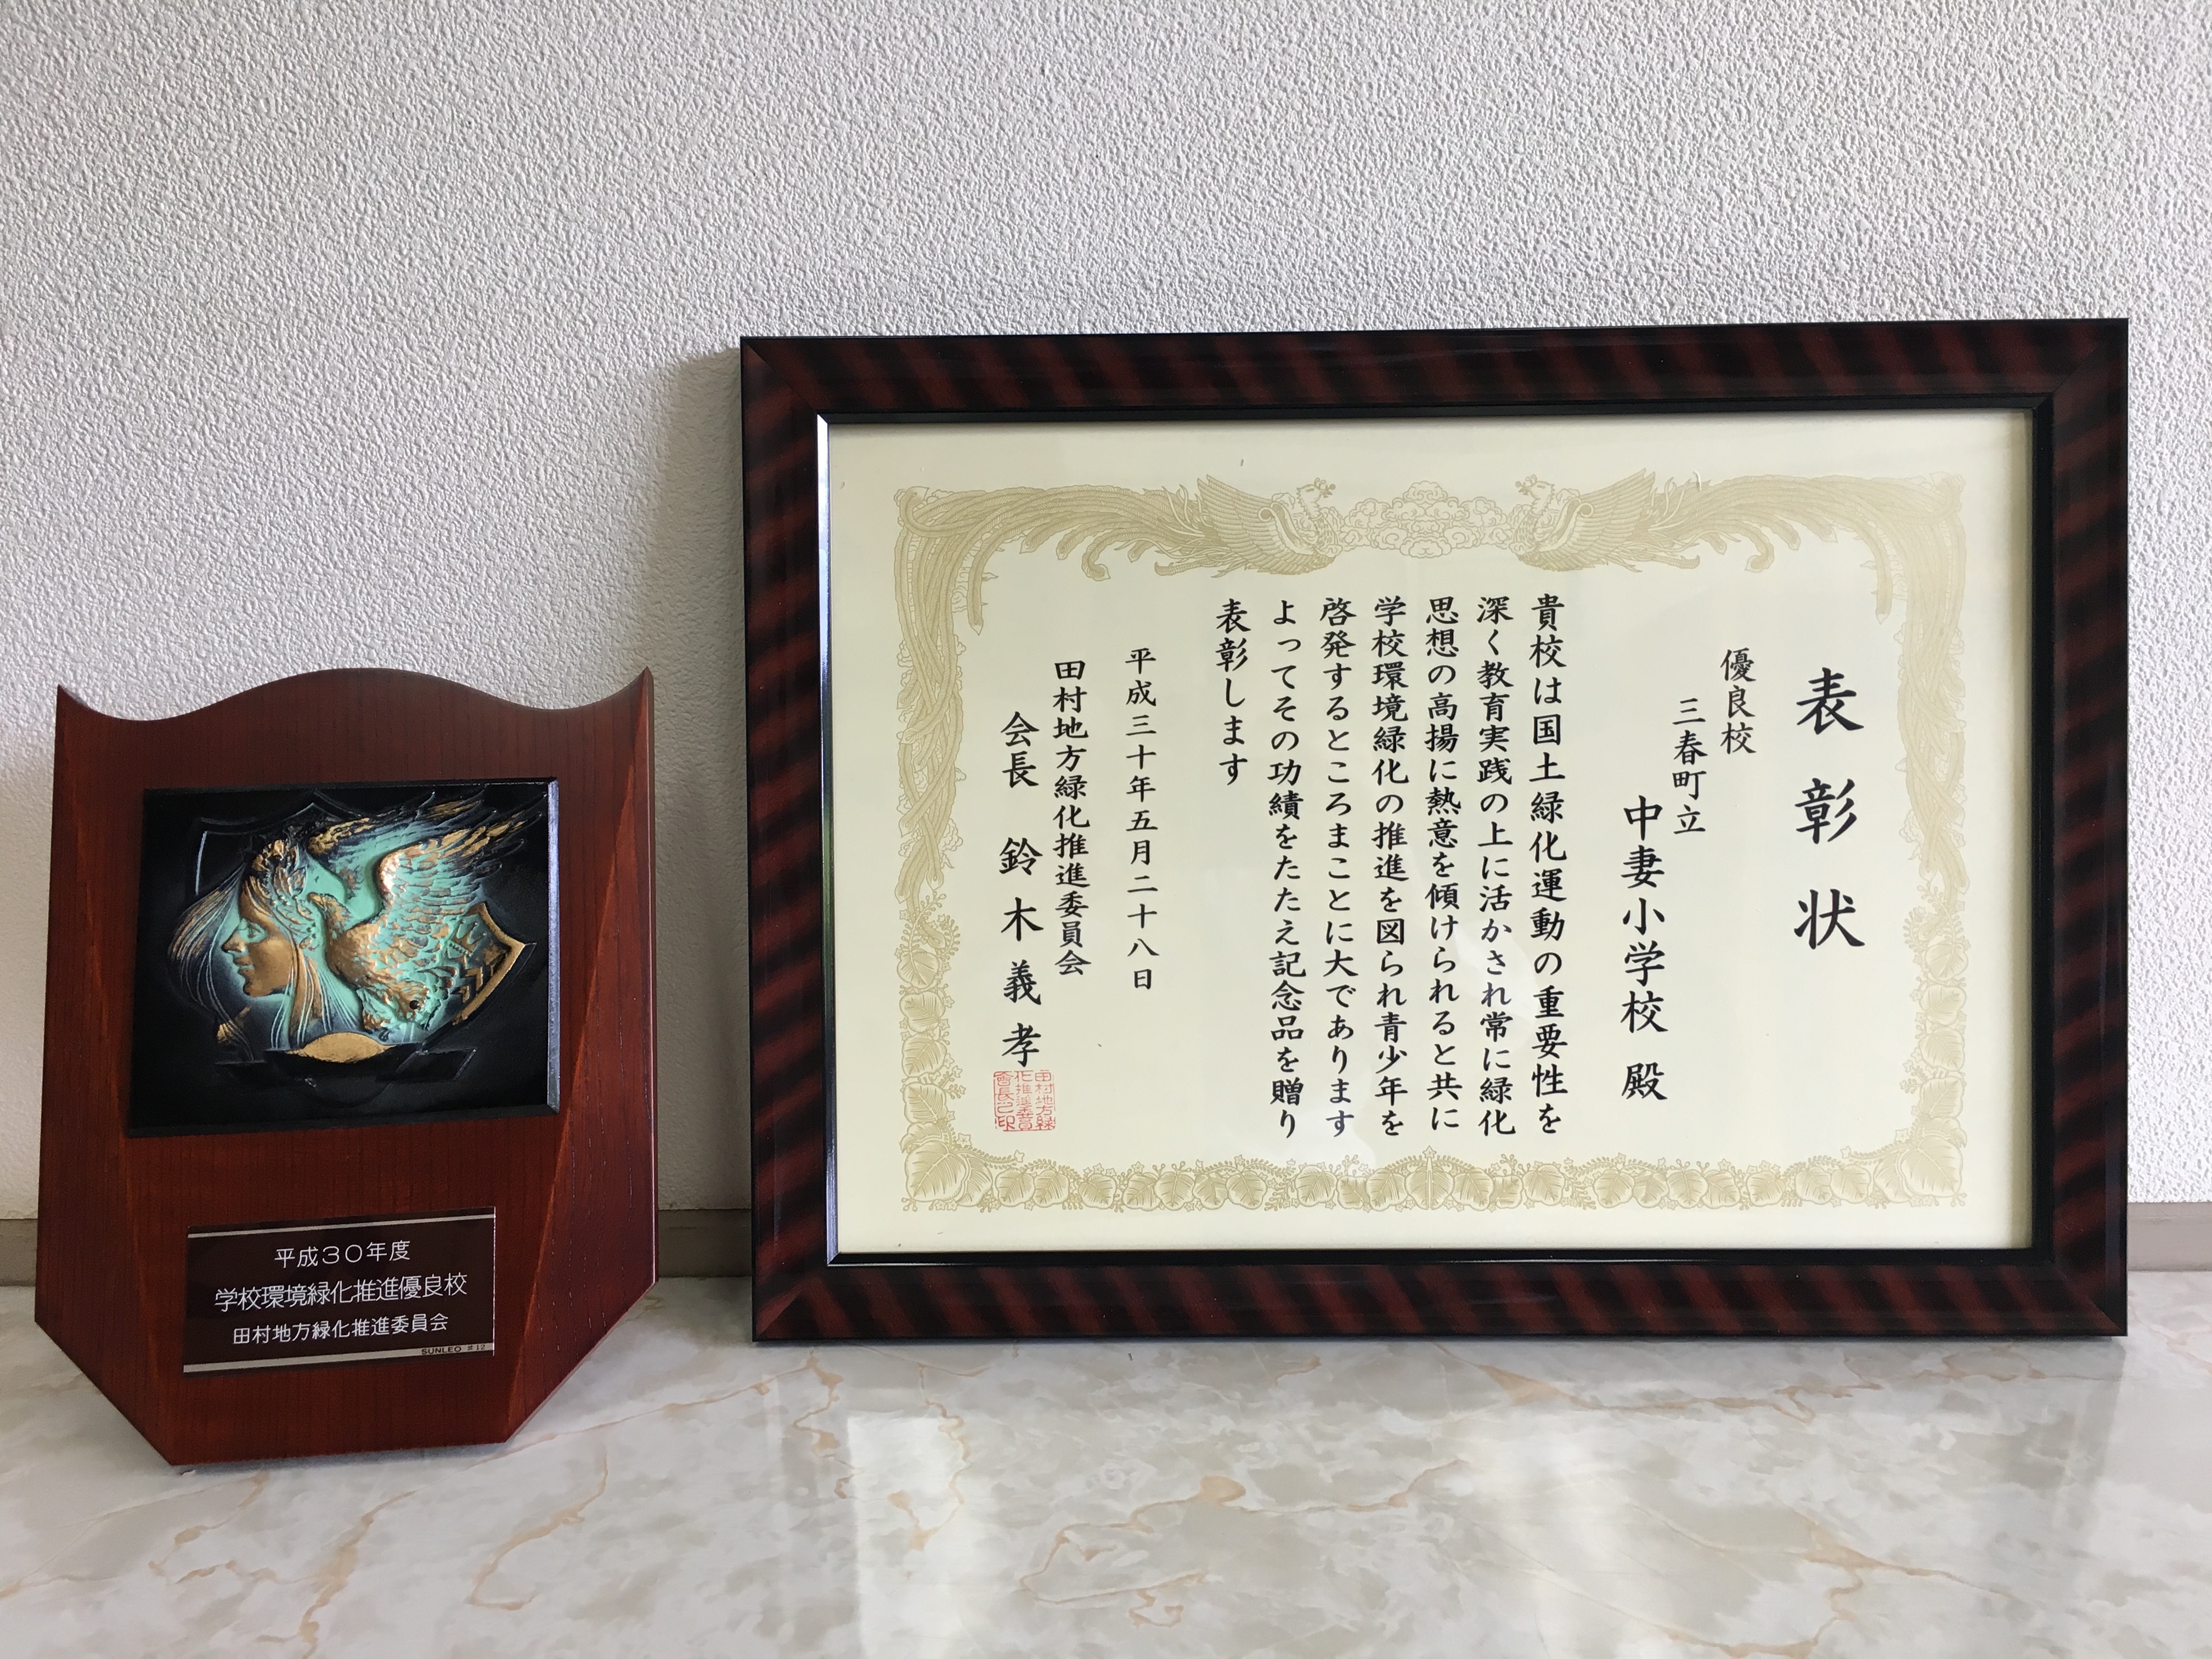 表彰状
優良校
三春町立
中妻小学校 殿
貴校は国土緑化運動の重要性を
深く教育実践の上に活かされ常に緑化
思想の高揚に熱意を傾けられると共に
学校環境緑化の推進を図られ青少年を
啓発するところまことに大であります
よってその功績をたたえ記念品を贈り
表彰します
平成三十年五月二十八日
田村地方緑化推進委員会
会長 鈴木義孝
平成30年度
学校環境緑化推進優良校
田村地方緑化推進委員会
SUNLEO #12